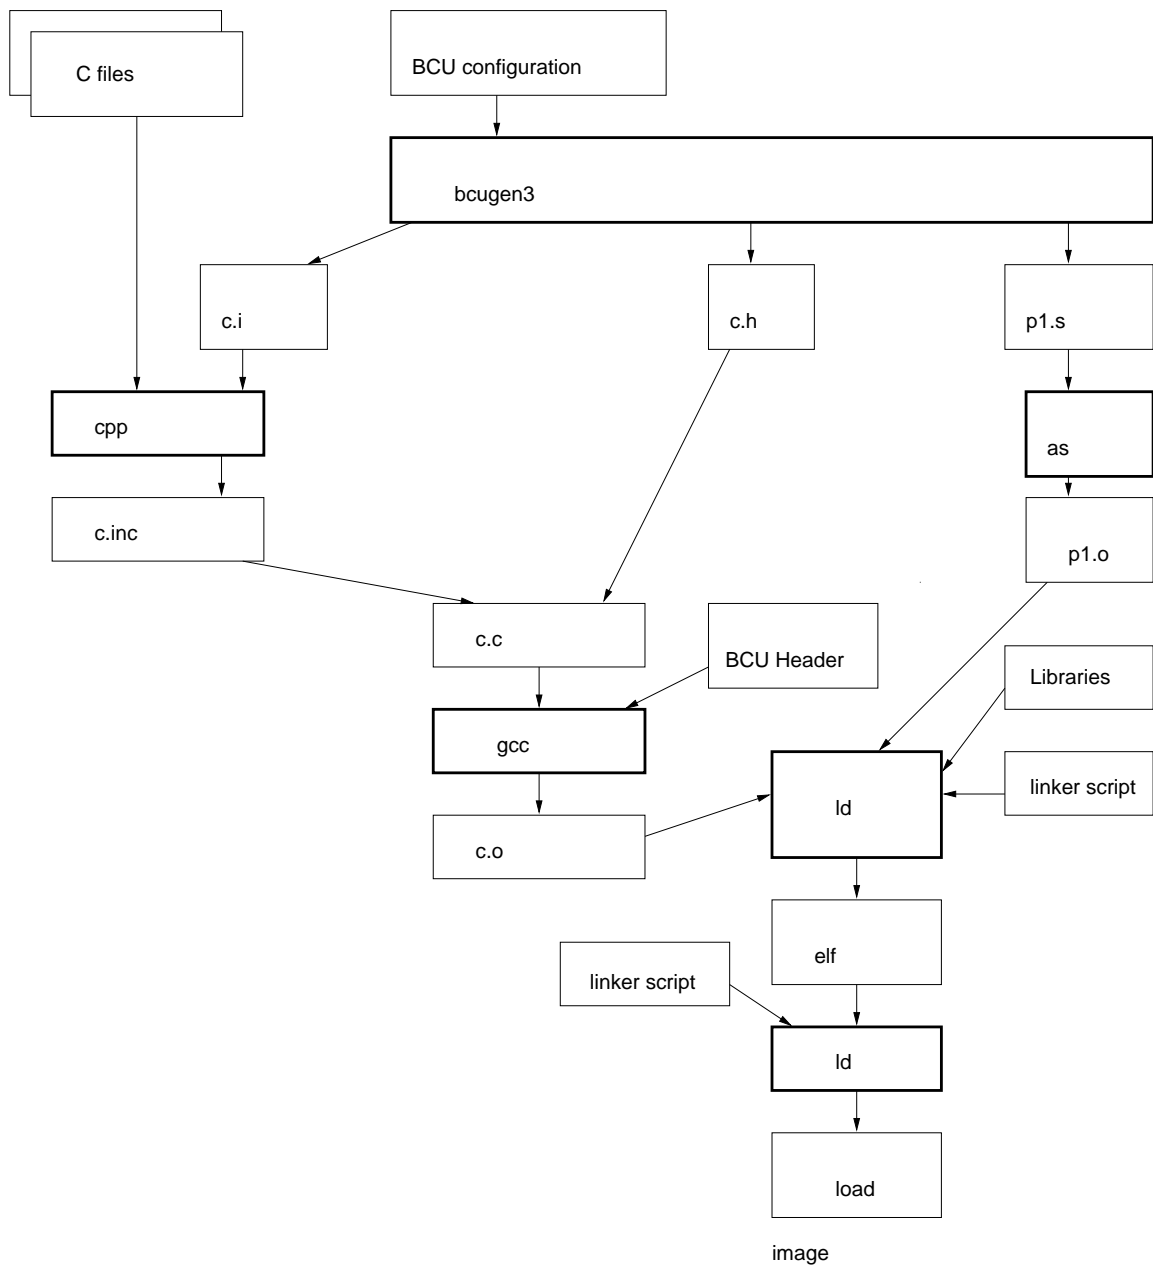 C files
BCU configuration
bcugen3
c.i
c.h
p1.s
cpp
as
c.inc
p1.o
c.c
BCU Header
Libraries
gcc
linker script
ld
c.o
elf
linker script
ld
load
image